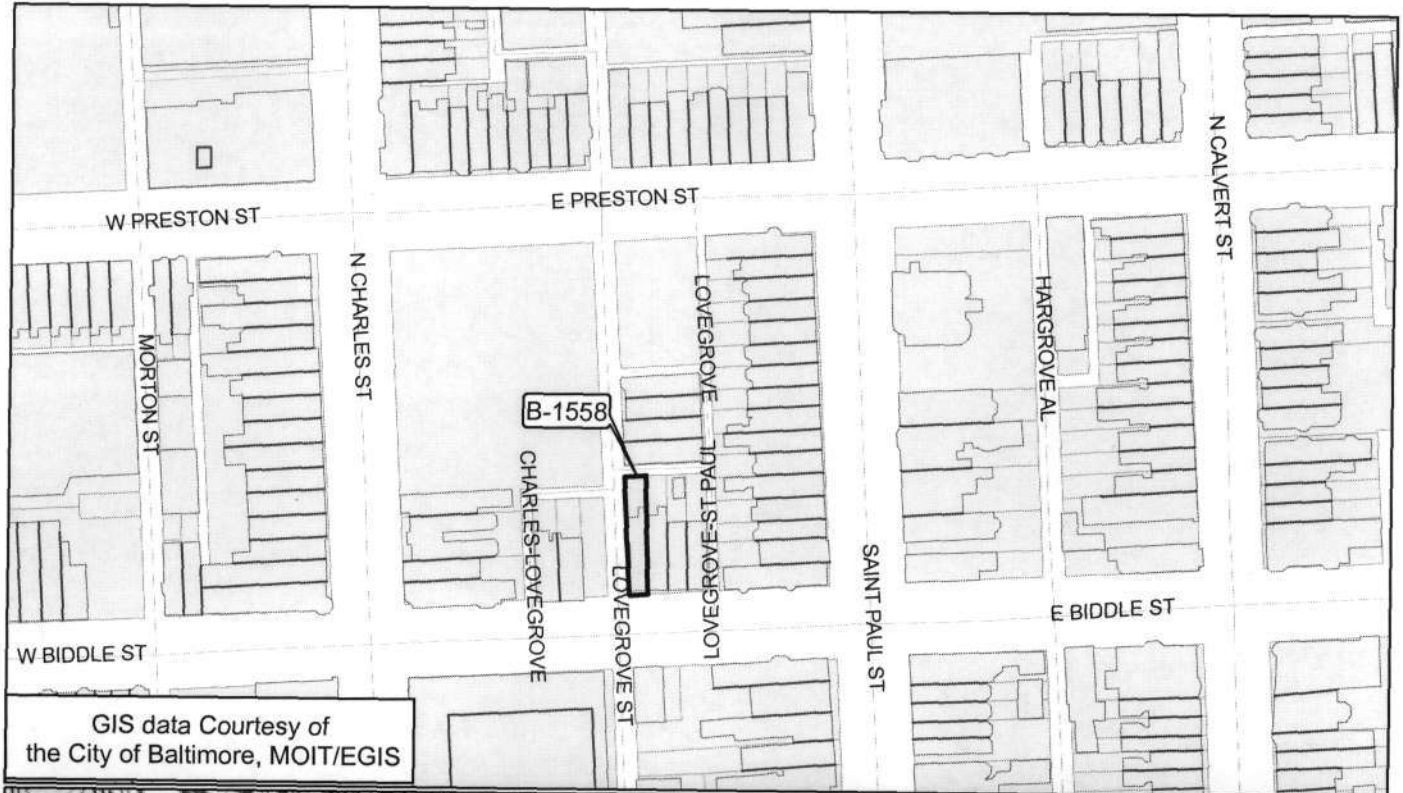 W PRESTON ST
E PRESTON ST
N CALVERT ST
N CHARLES ST
MORTON ST
LOVEGROVE
HARGROVE AL
B-1558
CHARLES-LOVEGROVE
LOVEGROVE-ST PAUL
LOVEGROVE ST
SAINT PAUL ST
E BIDDLE ST
W BIDDLE ST
GIS data Courtesy of
the City of Baltimore, MOIT/EGIS